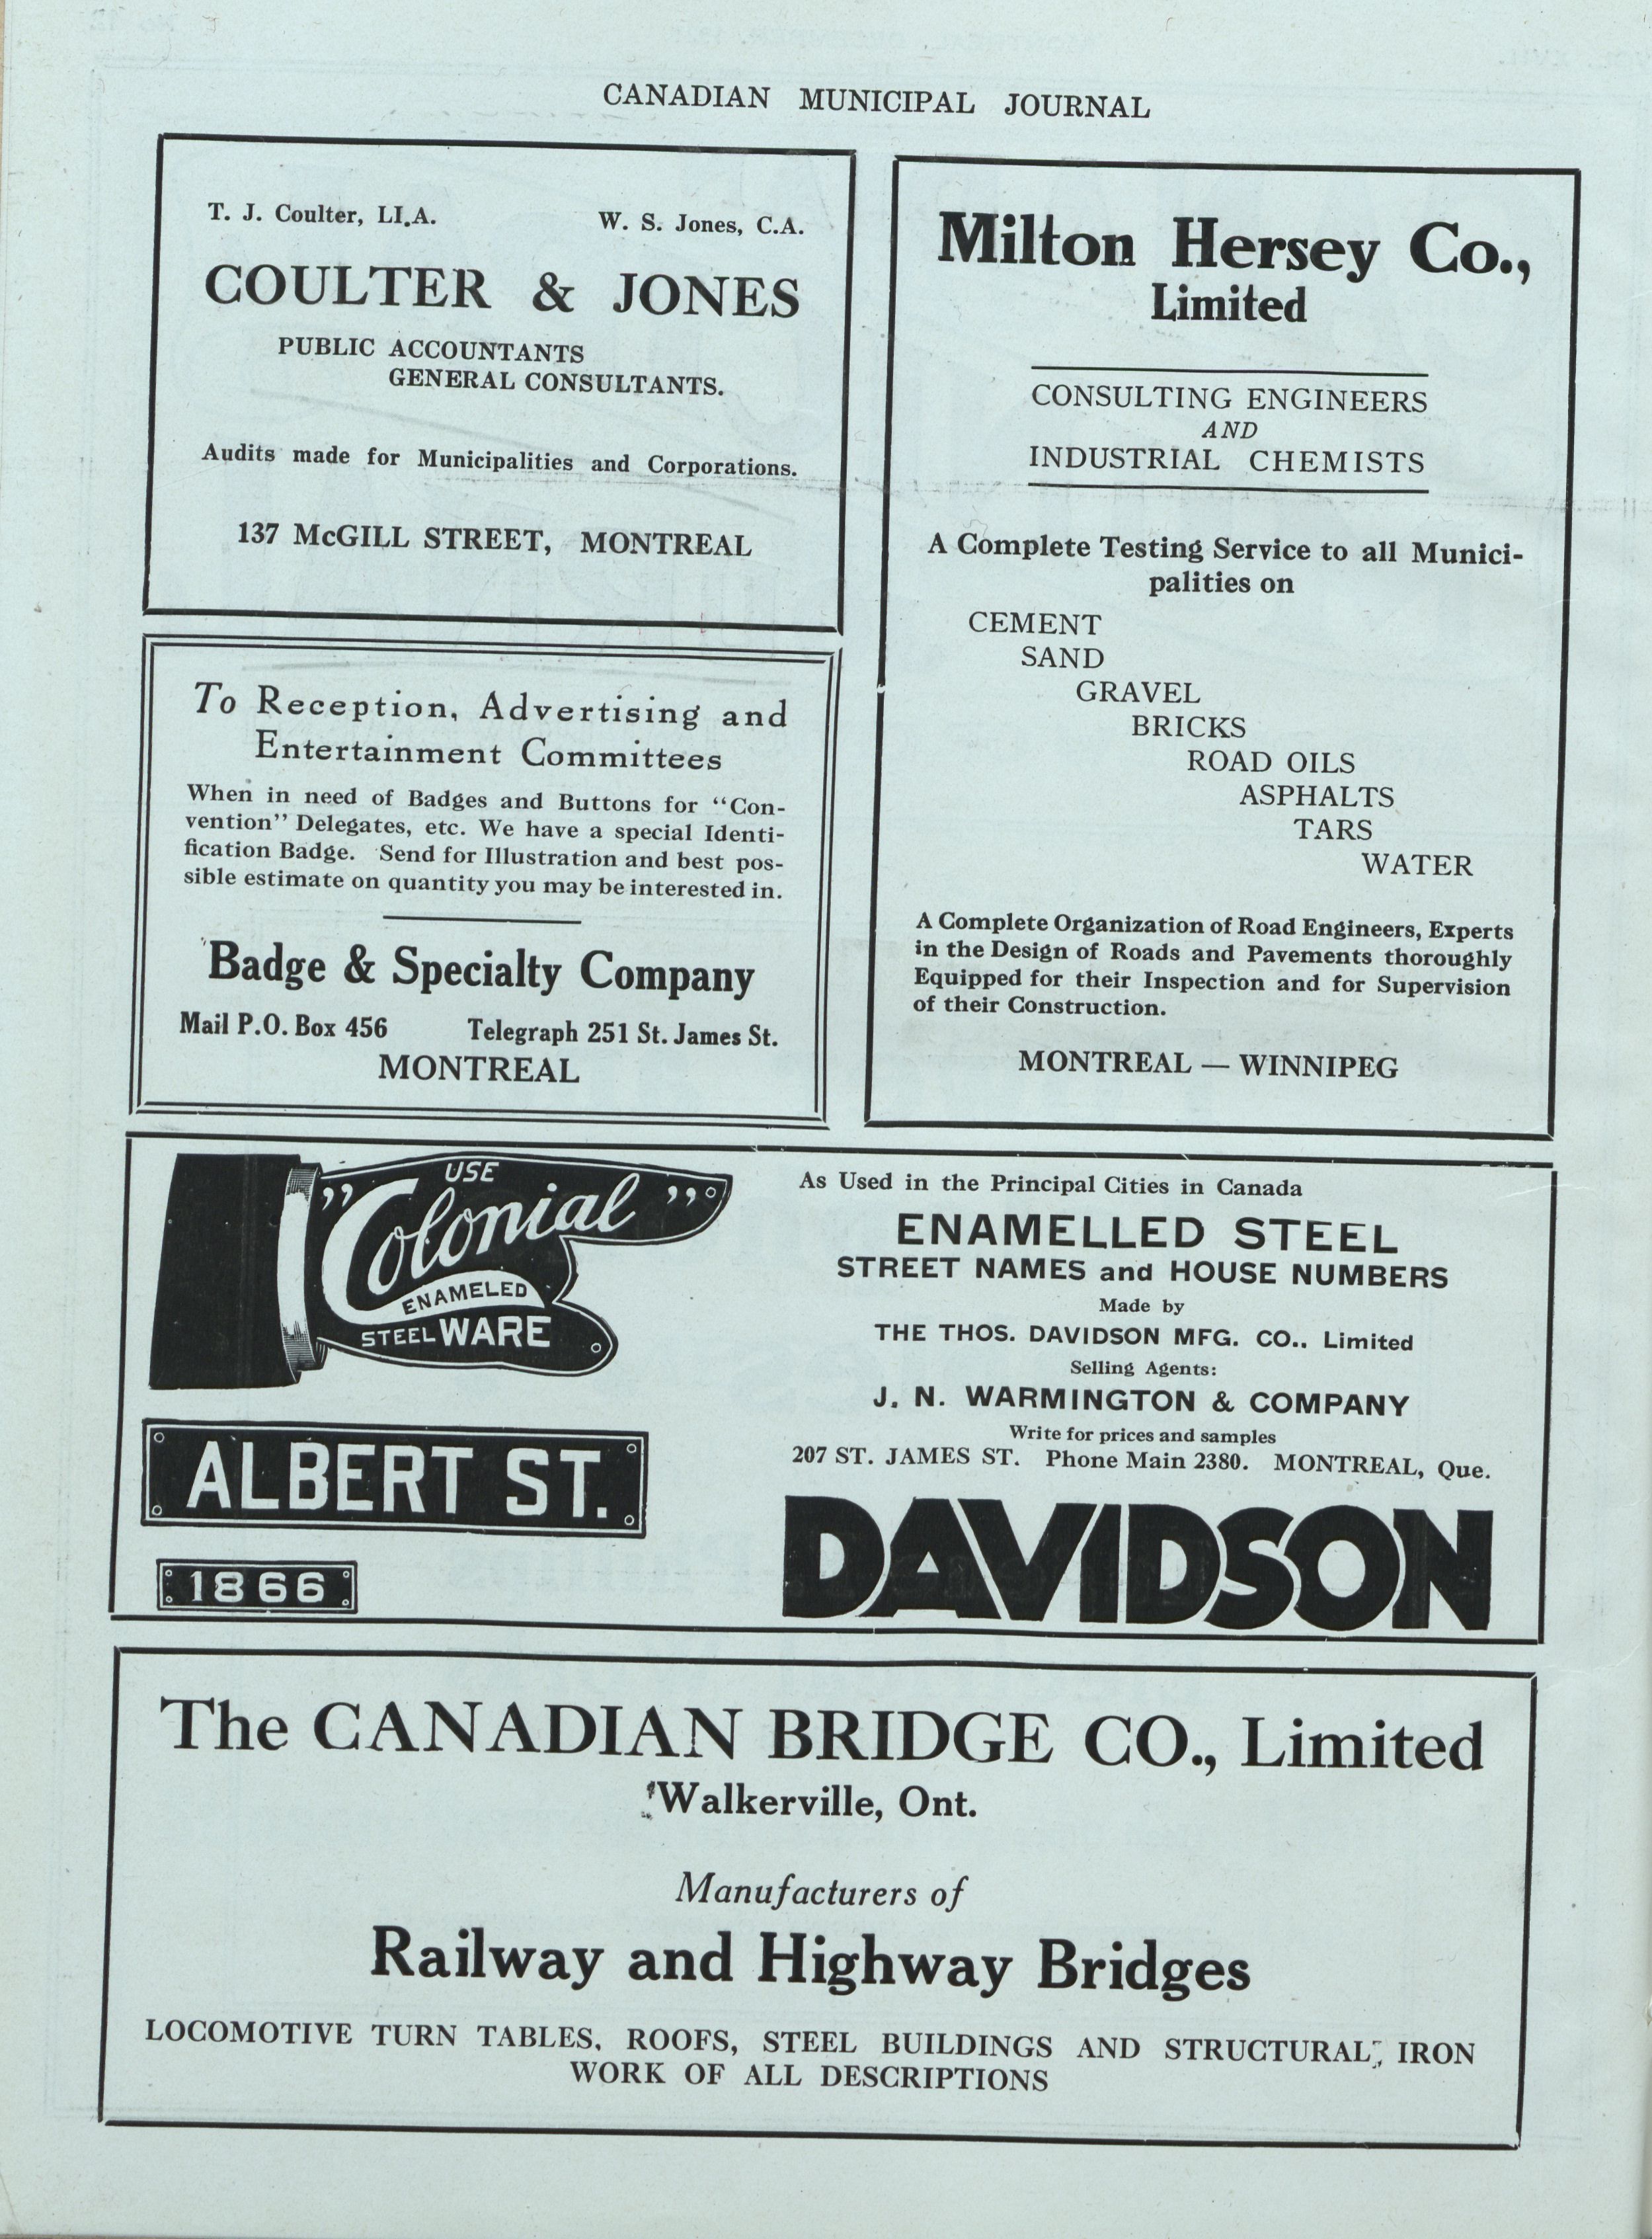 CANADIAN MUNICIPAL JOURNAL
T. J. Coulter, LI.A. W. S. Jones, C.A.
COULTER & JONES
PUBLIC ACCOUNTANTS
GENERAL CONSULTANTS.
Audits made for Municipalities and Corporations.
137 McGILL STREET, MONTREAL
To Reception, Advertising and
Entertainment Committees
When in need of Badges and Buttons for "Con-
vention" Delegates, etc. We have a special Identi-
fication Badge. Send for Illustration and best pos-
sible estimate on quantity you may be interested in.
Badge & Specialty Company
Mail P.O. Box 456 Telegraph 251 St. James St.
MONTREAL
Milton Hersey Co.,
Limited
CONSULTING ENGINEERS
AND
INDUSTRIAL CHEMISTS
A Complete Testing Service to all Munici-
palities on
CEMENT
SAND
GRAVEL
BRICKS
ROAD OILS
ASPHALTS
TARS
WATER
A Complete Organization of Road Engineers, Experts
in the Design of Roads and Pavements thoroughly
Equipped for their Inspection and for Supervision
of their Construction.
MONTREAL — WINNIPEG
USE
"Colonial"
ENAMELED
STEEL WARE
ALBERT ST.
1866
As Used in the Principal Cities in Canada
ENAMELLED STEEL
STREET NAMES and HOUSE NUMBERS
Made by
THE THOS. DAVIDSON MFG. CO., Limited
Selling Agents:
J. N. WARMINGTON & COMPANY
Write for prices and samples
207 ST. JAMES ST. Phone Main 2380. MONTREAL, Que.
DAVIDSON
The CANADIAN BRIDGE CO., Limited
Walkerville, Ont.
Manufacturers of
Railway and Highway Bridges
LOCOMOTIVE TURN TABLES, ROOFS, STEEL BUILDINGS AND STRUCTURAL IRON
WORK OF ALL DESCRIPTIONS